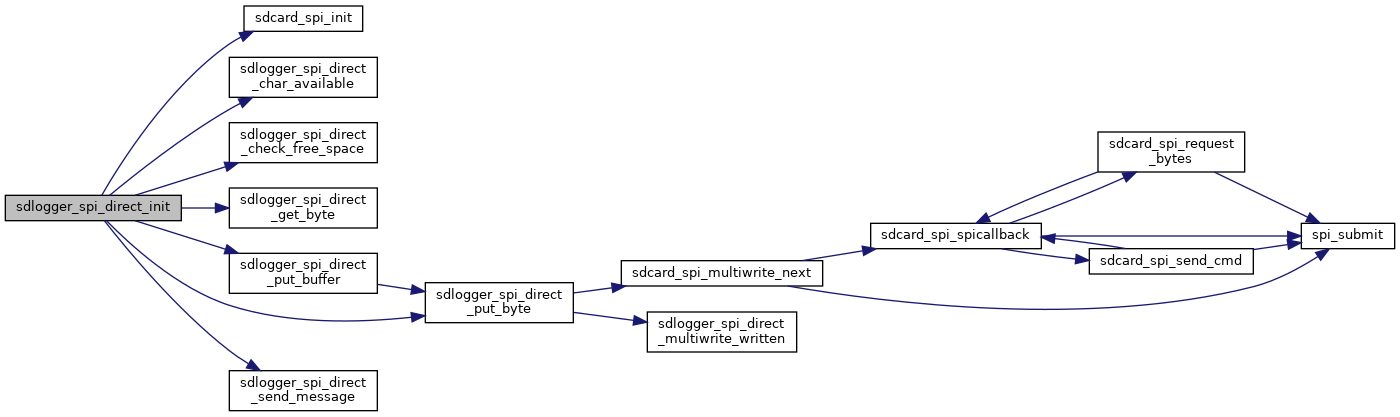 sdlogger_spi_direct_init
sdcard_spi_init
sdlogger_spi_direct
_char_available
sdlogger_spi_direct
_check_free_space
sdlogger_spi_direct
_get_byte
sdlogger_spi_direct
_put_buffer
sdlogger_spi_direct
_send_message
sdlogger_spi_direct
_put_byte
sdcard_spi_multiwrite_next
sdlogger_spi_direct
_multiwrite_written
sdcard_spi_spicallback
sdcard_spi_request
_bytes
sdcard_spi_send_cmd
spi_submit